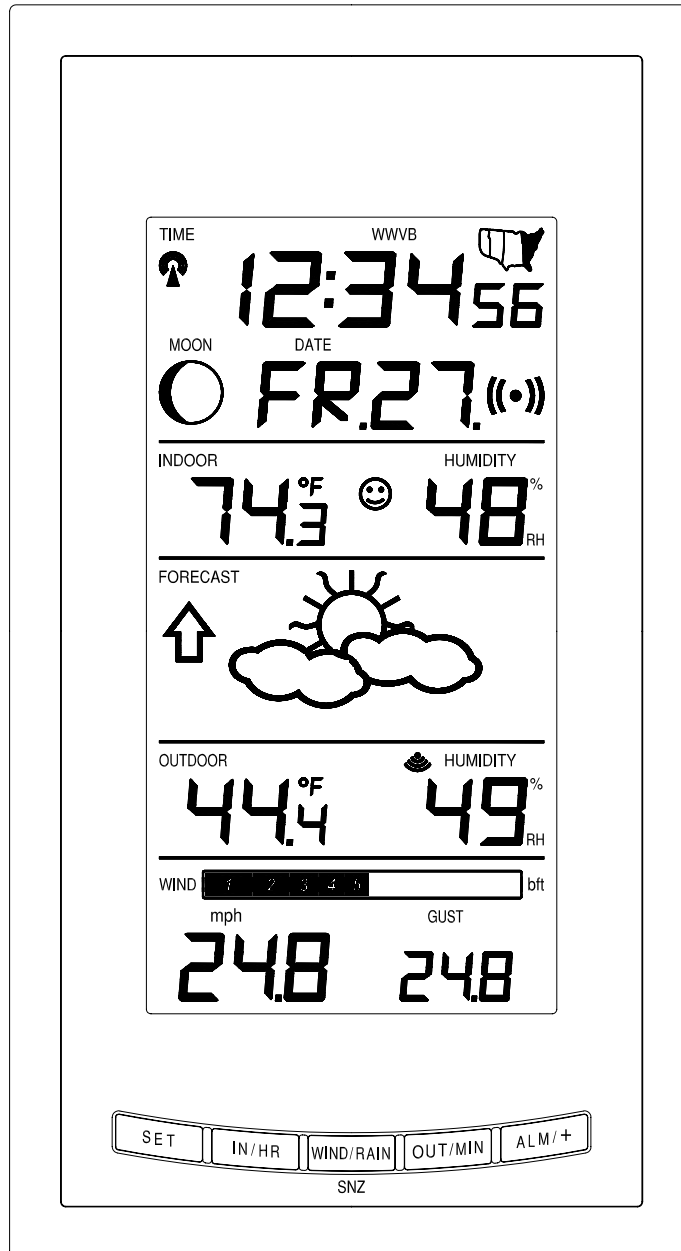 TIME WWVB
12:34 56
MOON DATE
FR.27.
INDOOR HUMIDITY
74.3 °F 48 % RH
FORECAST
OUTDOOR HUMIDITY
44.4 °F 49 % RH
WIND 1 2 3 4 5 bft
mph GUST
24.8 24.8
SET IN/HR WIND/RAIN OUT/MIN ALM/+
SNZ